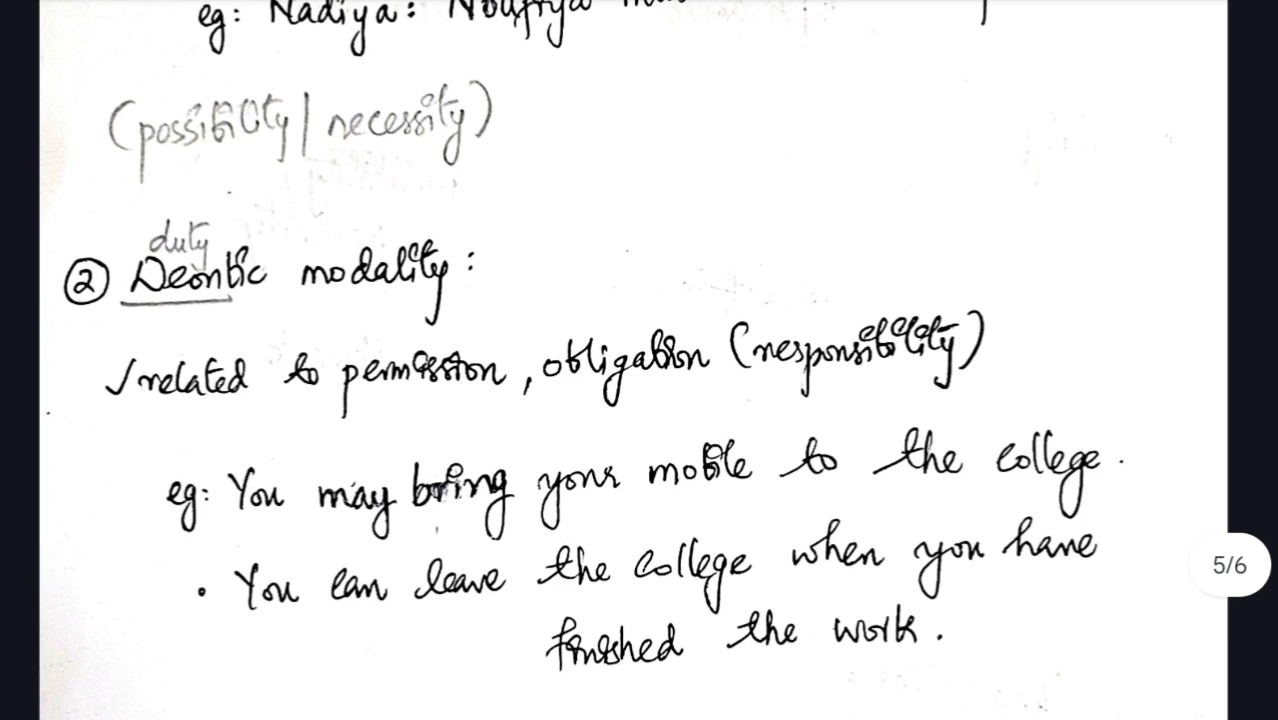 eg: Nadiya:
(possibility | necessity)
duty
② Deontic modality:
✓related to permission, obligation (responsibility)
eg: You may bring your mobile to the college.
• You can leave the college when you have
finished the work.
5/6